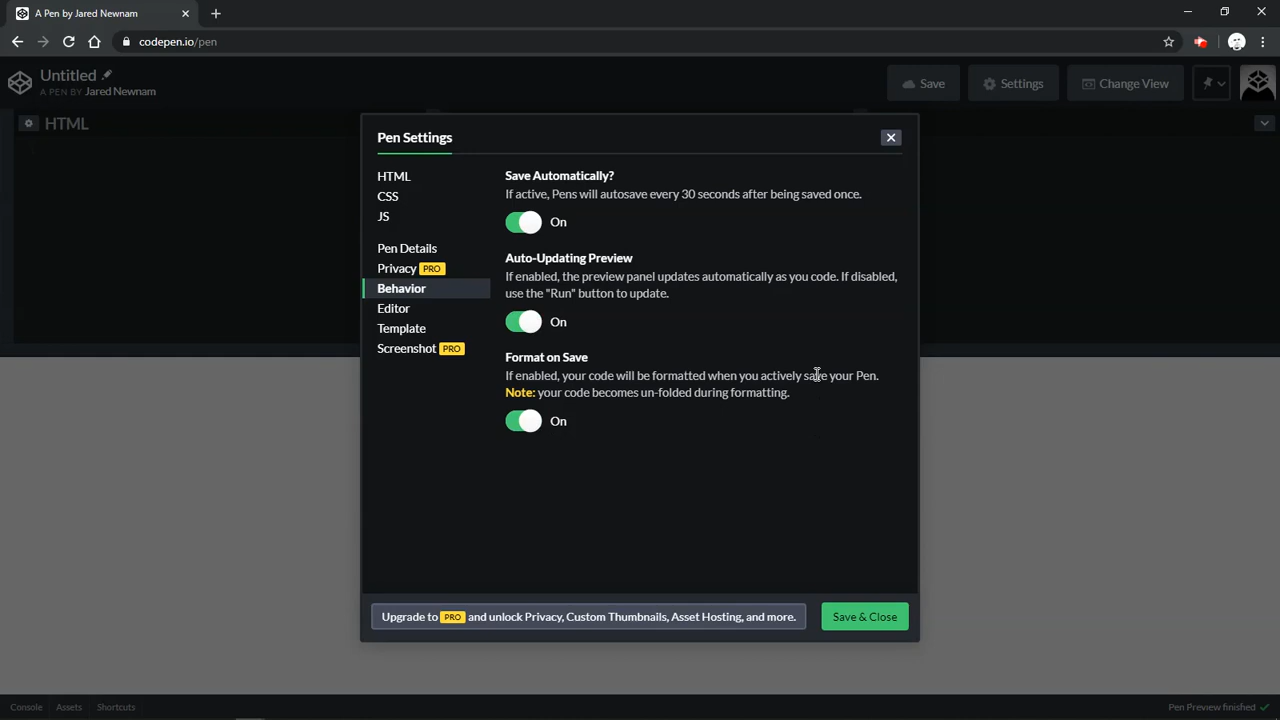 A Pen by Jared Newnam
codepen.io/pen
Untitled
A PEN BY Jared Newnam
Save
Settings
Change View
HTML
Pen Settings
HTML
CSS
JS
Pen Details
Privacy PRO
Behavior
Editor
Template
Screenshot PRO
Save Automatically?
If active, Pens will autosave every 30 seconds after being saved once.
On
Auto-Updating Preview
If enabled, the preview panel updates automatically as you code. If disabled,
use the "Run" button to update.
On
Format on Save
If enabled, your code will be formatted when you actively save your Pen.
Note: your code becomes un-folded during formatting.
On
Upgrade to PRO and unlock Privacy, Custom Thumbnails, Asset Hosting, and more.
Save & Close
Console
Assets
Shortcuts
Pen Preview finished